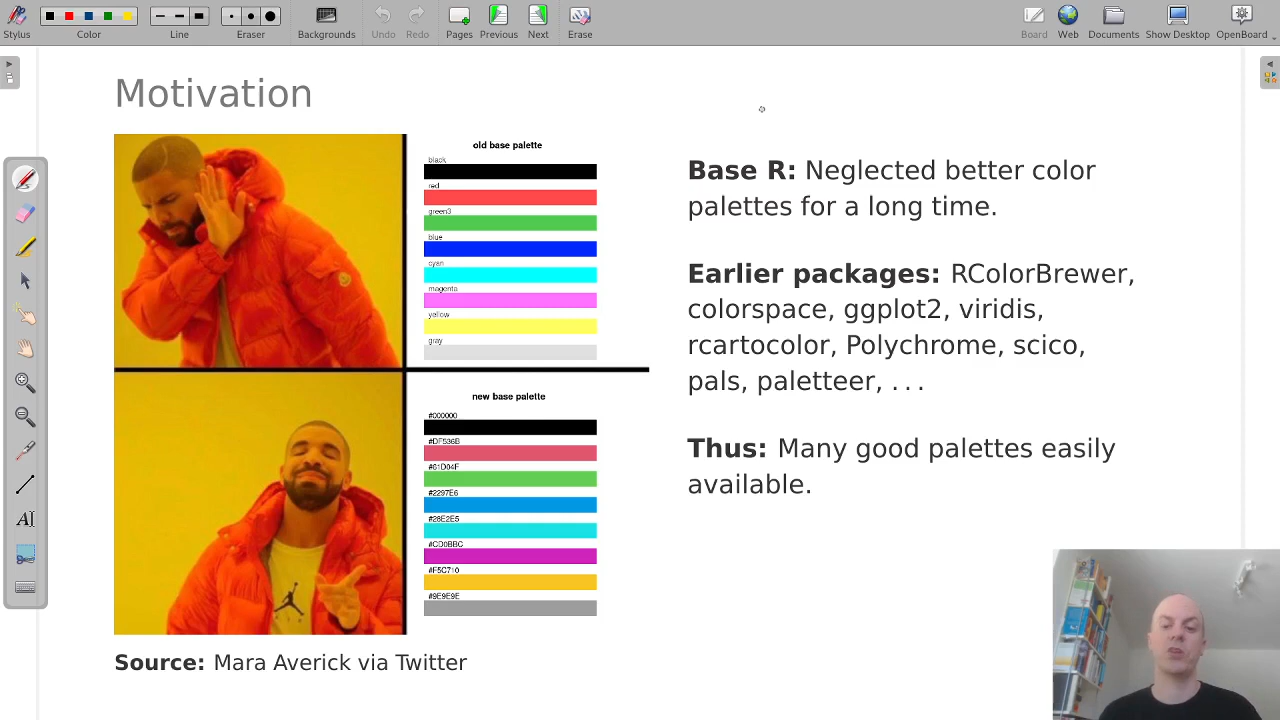 Stylus
Color
Line
Eraser
Backgrounds
Undo
Redo
Pages
Previous
Next
Erase
Board
Web
Documents
Show Desktop
OpenBoard
Motivation
old base palette
black
red
green3
blue
cyan
magenta
yellow
gray
new base palette
#000000
#DF536B
#61D04F
#2297E6
#28E2E5
#CD0BBC
#F5C710
#9E9E9E
Source: Mara Averick via Twitter
Base R: Neglected better color
palettes for a long time.
Earlier packages: RColorBrewer,
colorspace, ggplot2, viridis,
rcartocolor, Polychrome, scico,
pals, paletteer, . . .
Thus: Many good palettes easily
available.